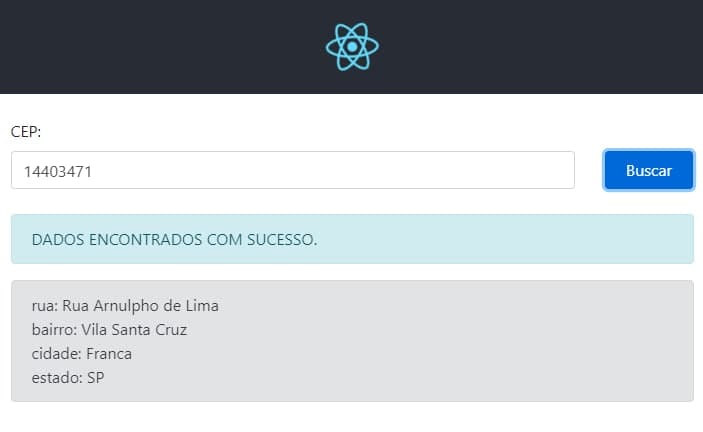 CEP:
14403471
Buscar
DADOS ENCONTRADOS COM SUCESSO.
rua: Rua Arnulpho de Lima
bairro: Vila Santa Cruz
cidade: Franca
estado: SP